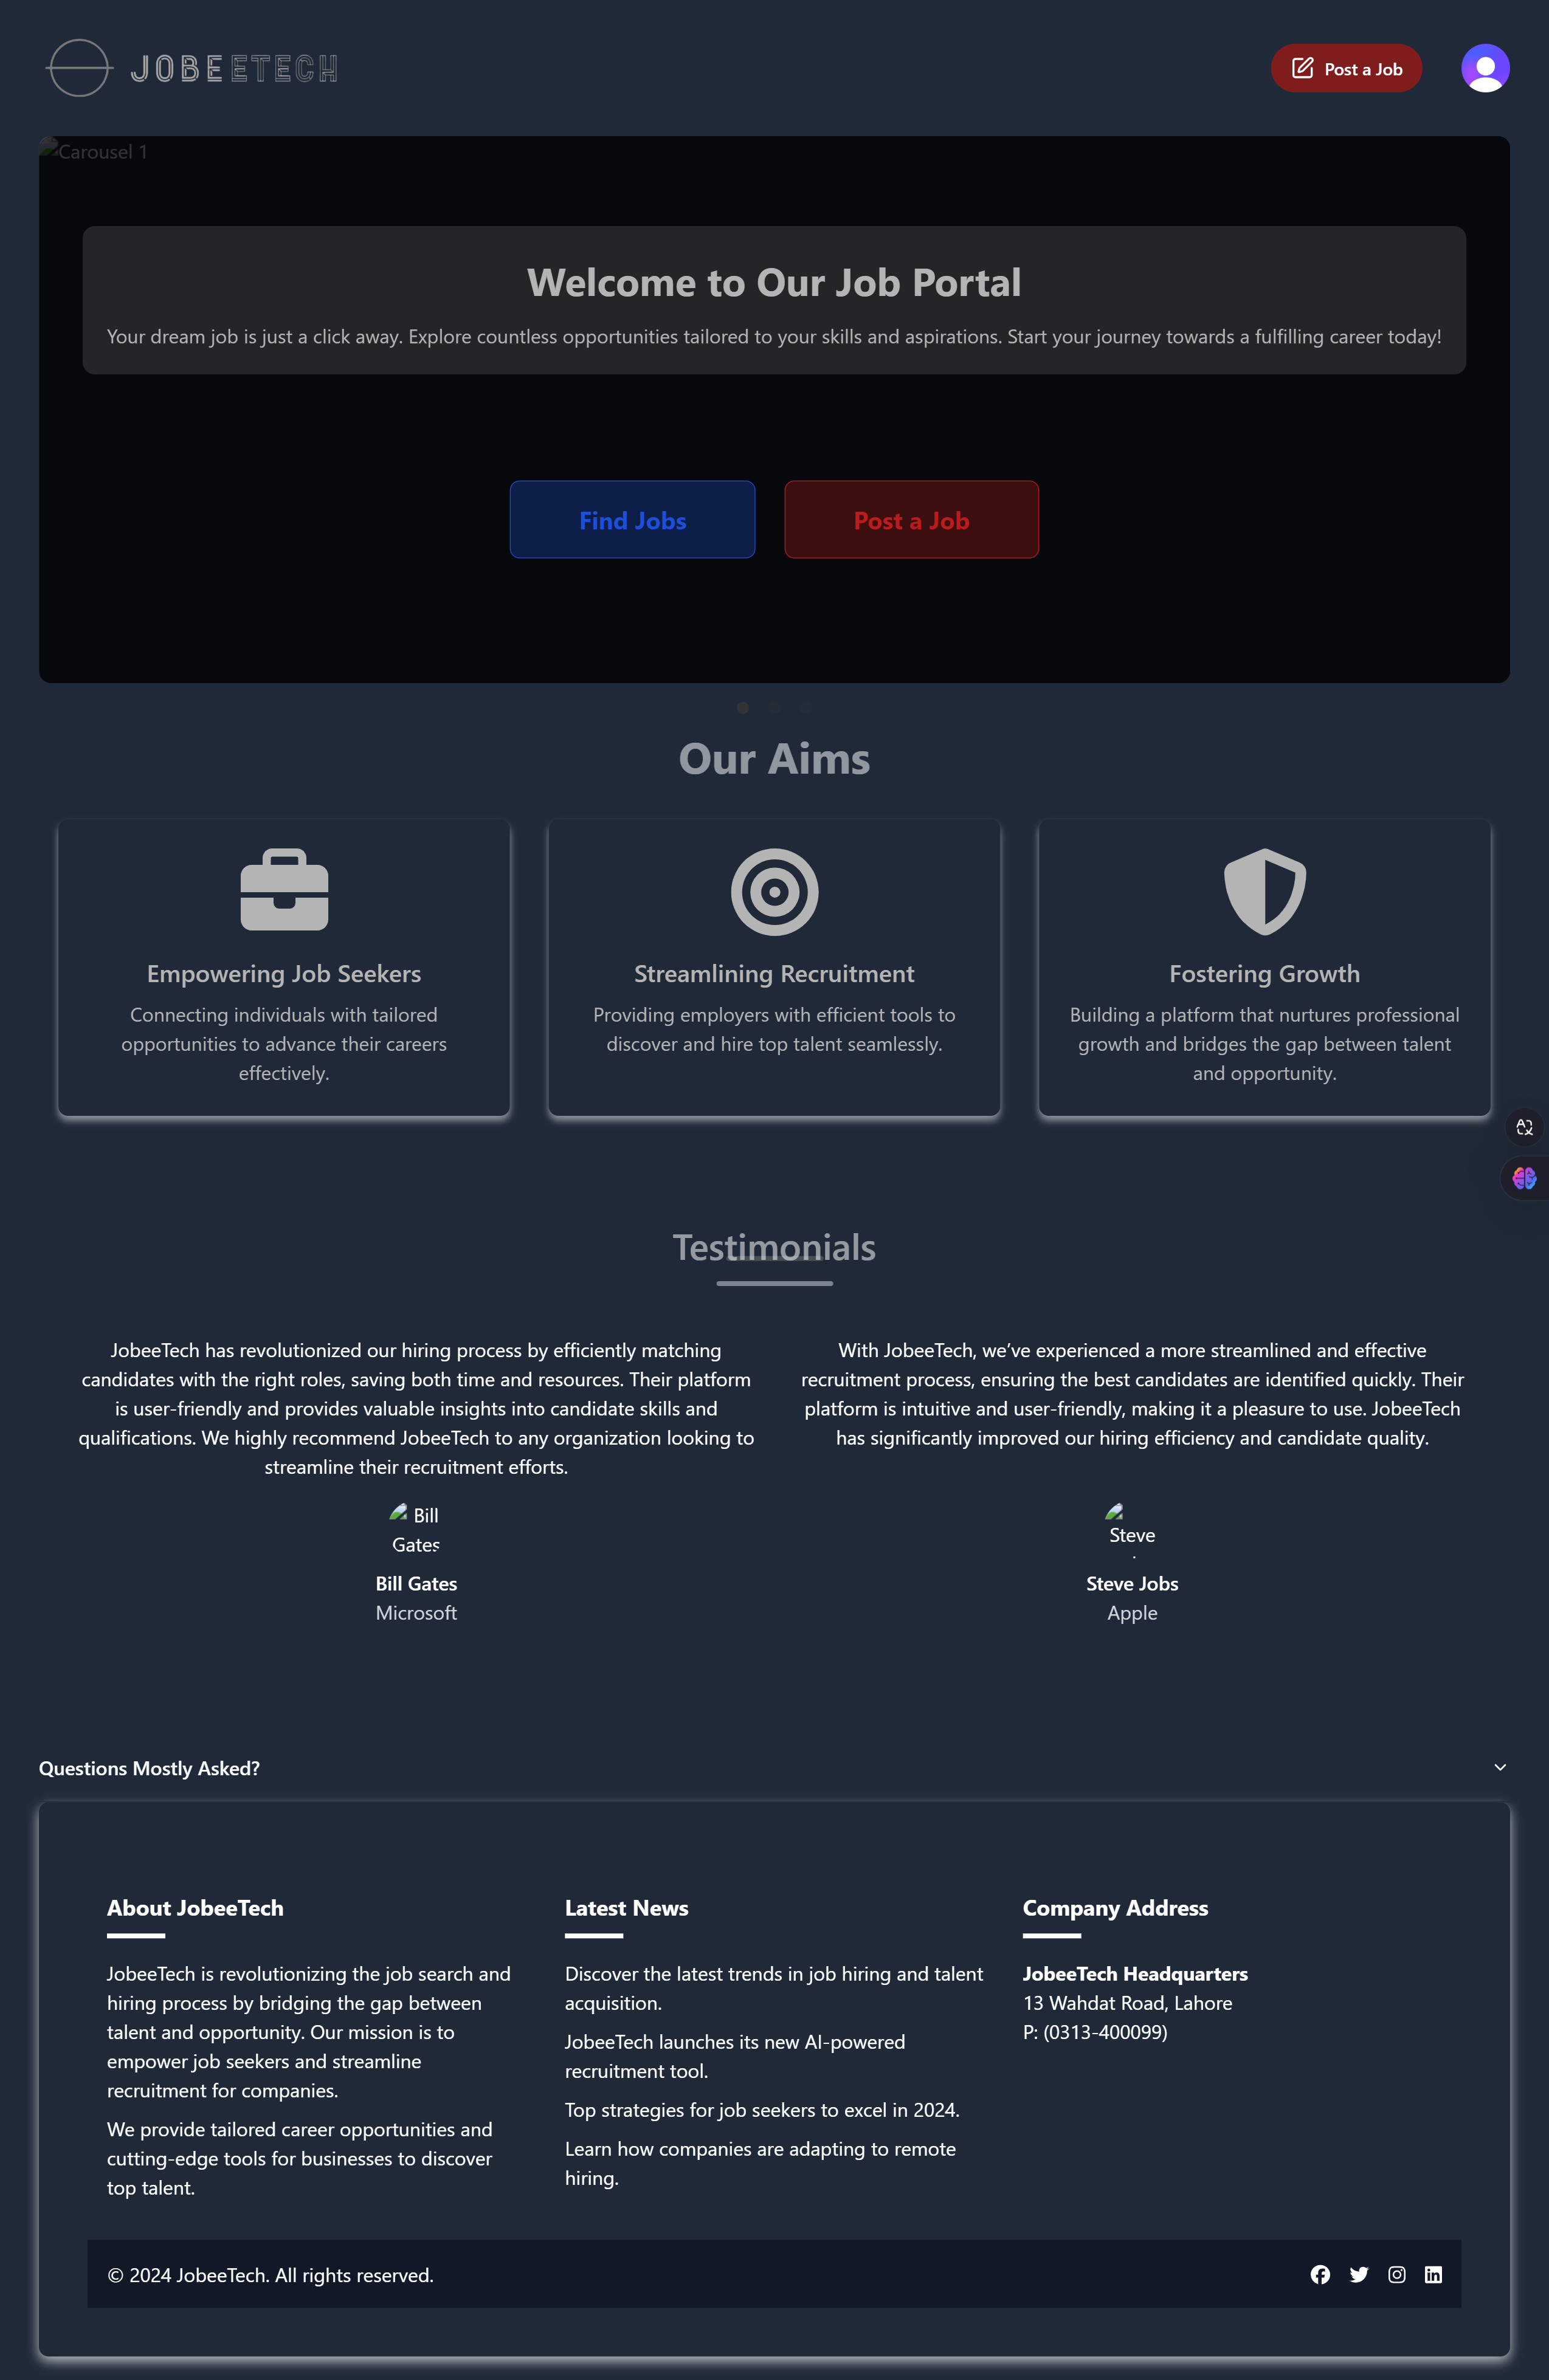 JOBEETECH
Post a Job
Carousel 1
Welcome to Our Job Portal
Your dream job is just a click away. Explore countless opportunities tailored to your skills and aspirations. Start your journey towards a fulfilling career today!
Find Jobs
Post a Job
Our Aims
Empowering Job Seekers
Connecting individuals with tailored
opportunities to advance their careers
effectively.
Streamlining Recruitment
Providing employers with efficient tools to
discover and hire top talent seamlessly.
Fostering Growth
Building a platform that nurtures professional
growth and bridges the gap between talent
and opportunity.
Testimonials
JobeeTech has revolutionized our hiring process by efficiently matching
candidates with the right roles, saving both time and resources. Their platform
is user-friendly and provides valuable insights into candidate skills and
qualifications. We highly recommend JobeeTech to any organization looking to
streamline their recruitment efforts.
Bill
Gates
Bill Gates
Microsoft
With JobeeTech, we’ve experienced a more streamlined and effective
recruitment process, ensuring the best candidates are identified quickly. Their
platform is intuitive and user-friendly, making it a pleasure to use. JobeeTech
has significantly improved our hiring efficiency and candidate quality.
Steve
Steve Jobs
Apple
Questions Mostly Asked?
About JobeeTech
JobeeTech is revolutionizing the job search and
hiring process by bridging the gap between
talent and opportunity. Our mission is to
empower job seekers and streamline
recruitment for companies.
We provide tailored career opportunities and
cutting-edge tools for businesses to discover
top talent.
Latest News
Discover the latest trends in job hiring and talent
acquisition.
JobeeTech launches its new AI-powered
recruitment tool.
Top strategies for job seekers to excel in 2024.
Learn how companies are adapting to remote
hiring.
Company Address
JobeeTech Headquarters
13 Wahdat Road, Lahore
P: (0313-400099)
© 2024 JobeeTech. All rights reserved.